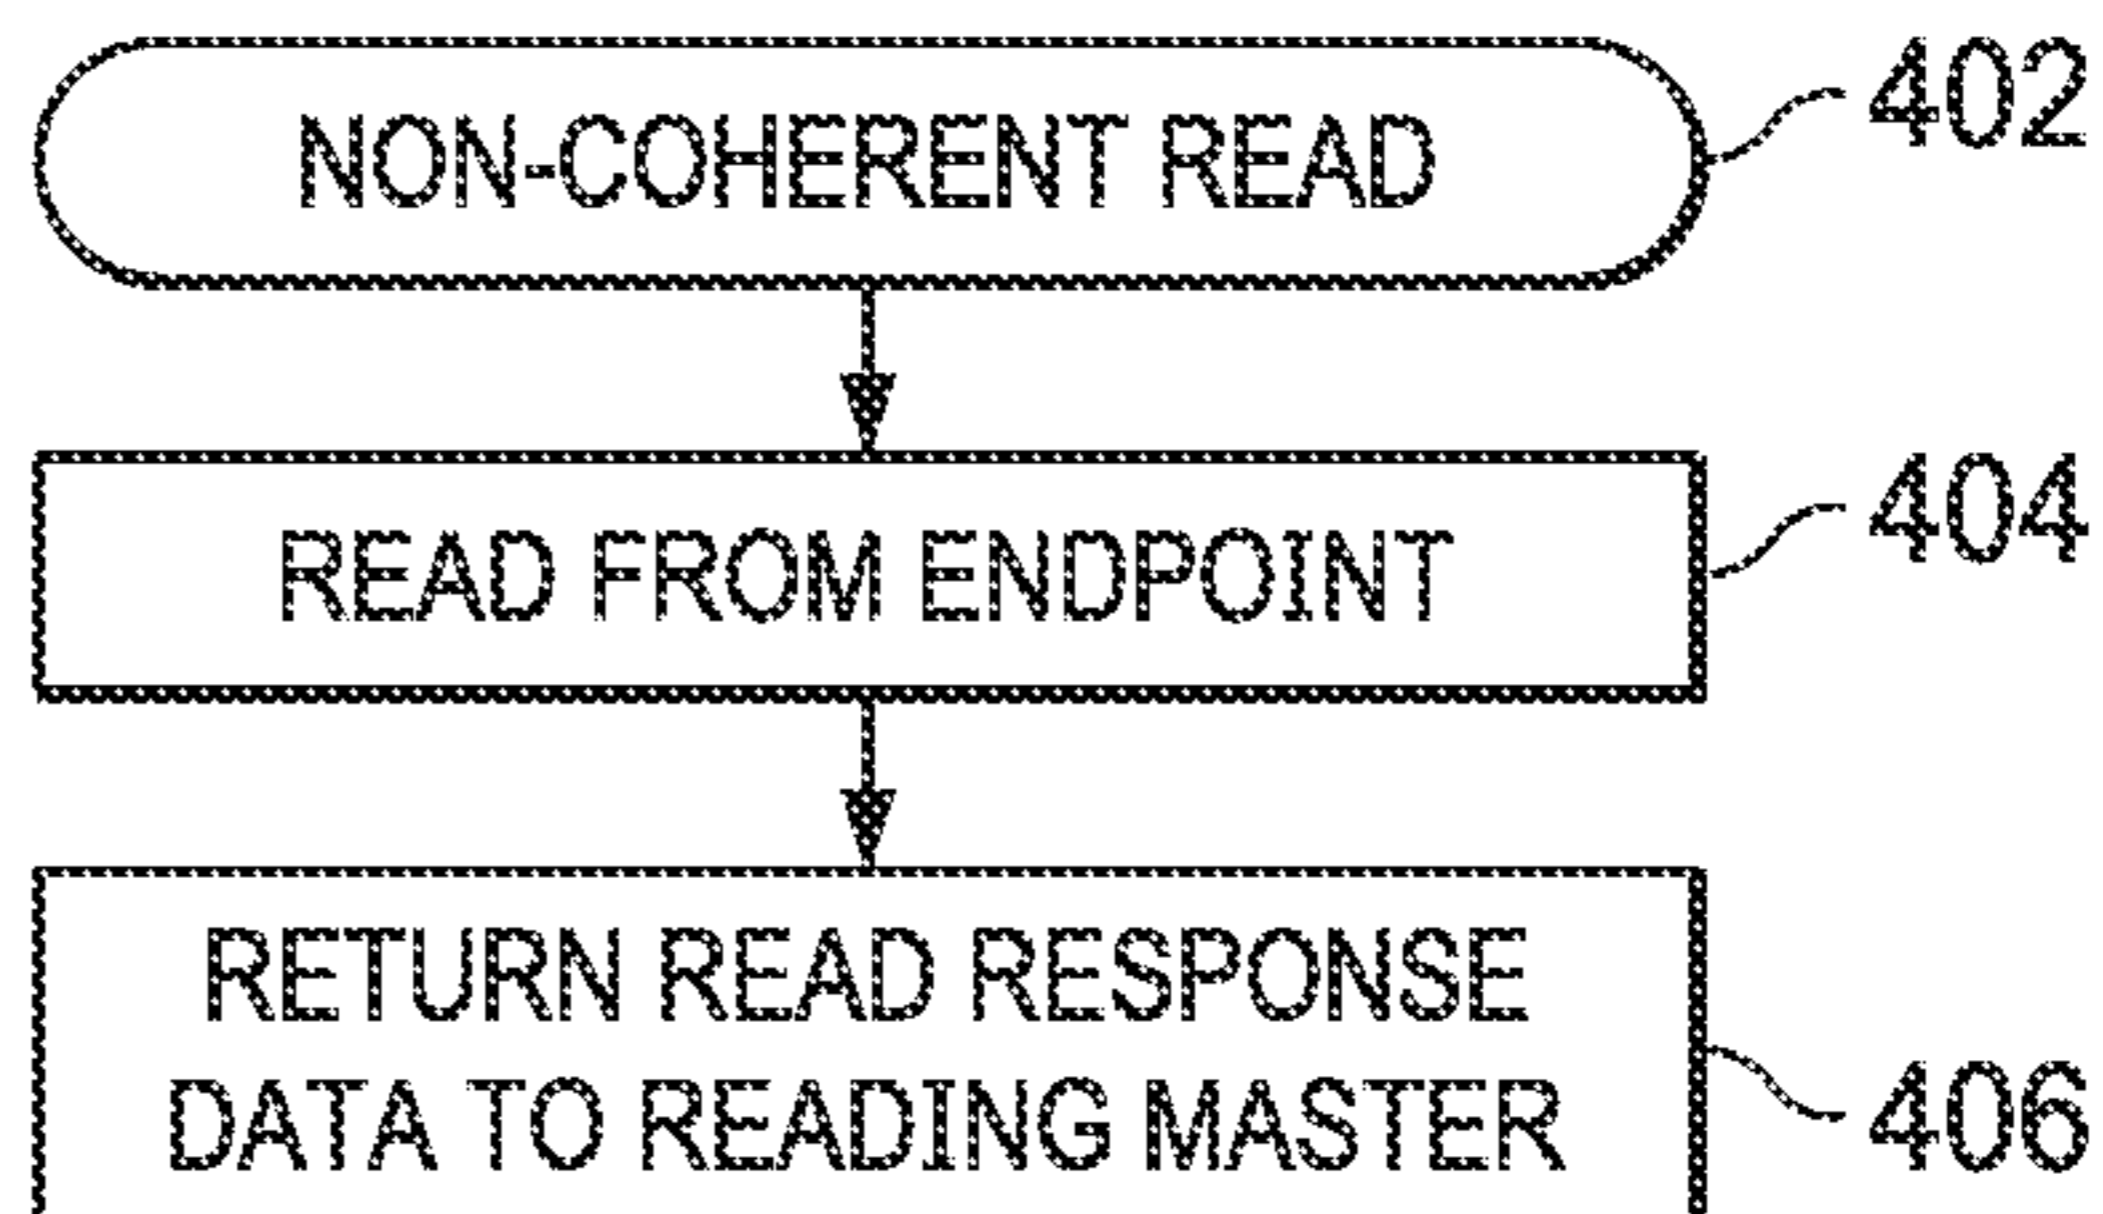 NON-COHERENT READ
402
READ FROM ENDPOINT
404
RETURN READ RESPONSE
DATA TO READING MASTER
406